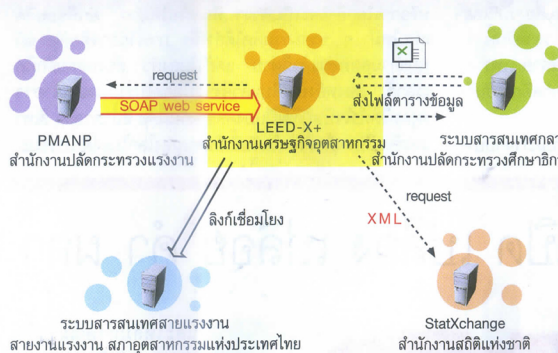 request
SOAP web service
PMANP
สำนักงานปลัดกระทรวงแรงงาน
LEED-X+
สำนักงานเศรษฐกิจอุตสาหกรรม
ส่งไฟล์ตารางข้อมูล
ระบบสารสนเทศกลา
สำนักงานปลัดกระทรวงศึกษาธิกา
ลิงก์เชื่อมโยง
request
XML
ระบบสารสนเทศสายแรงงาน
สายงานแรงงาน สภาอุตสาหกรรมแห่งประเทศไทย
StatXchange
สำนักงานสถิติแห่งชาติ